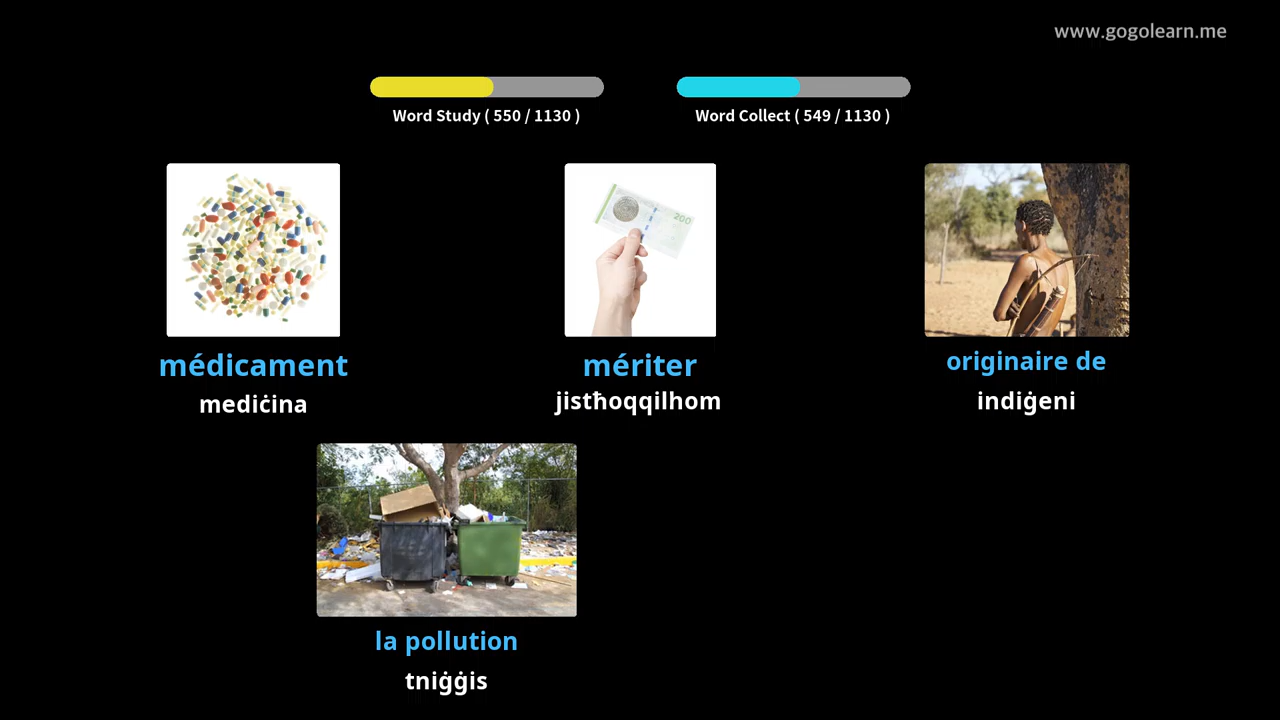 www.gogolearn.me
Word Study ( 550 / 1130 )
Word Collect ( 549 / 1130 )
200
médicament
mediċina
mériter
jistħoqqilhom
originaire de
indiġeni
la pollution
tniġġis